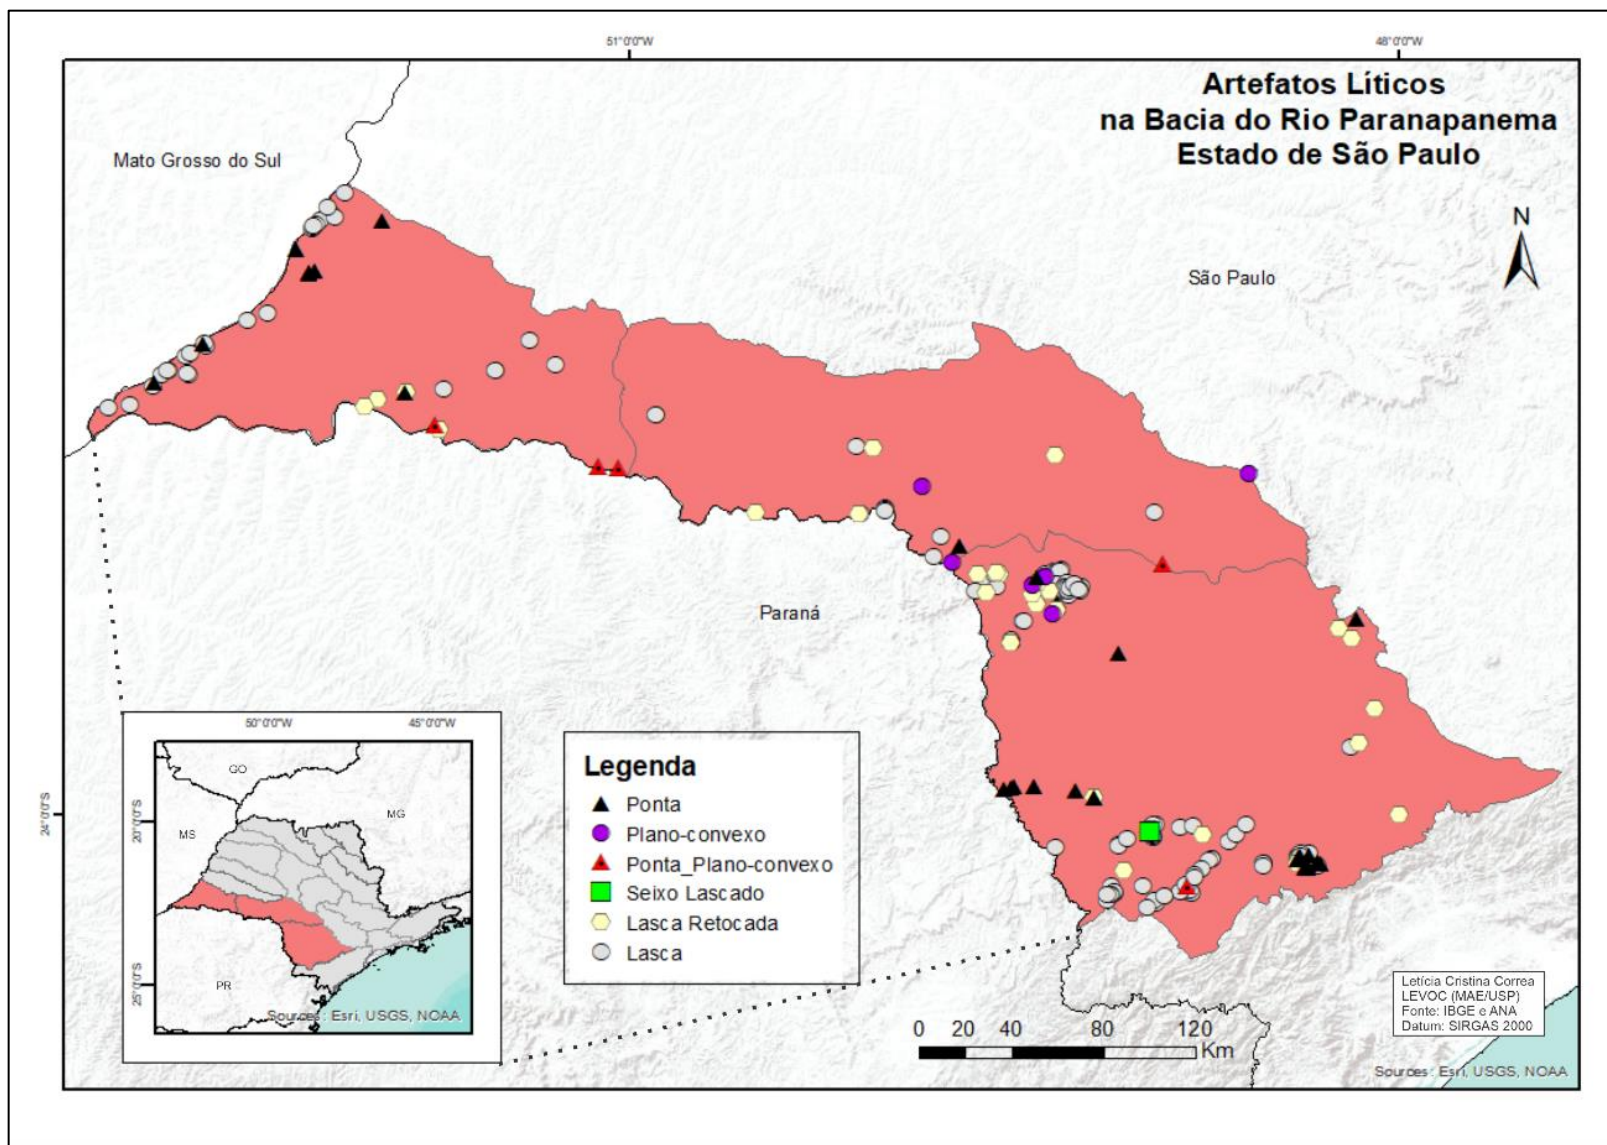 51°0'0"W
48°0'0"W
Artefatos Líticos
na Bacia do Rio Paranapanema
Estado de São Paulo
Mato Grosso do Sul
N
São Paulo
Paraná
24°0'0"S
50°0'0"W
45°0'0"W
GO
MG
MS
20°0'0"S
PR
25°0'0"S
Sources: Esri, USGS, NOAA
Legenda
Ponta
Plano-convexo
Ponta_Plano-convexo
Seixo Lascado
Lasca Retocada
Lasca
Letícia Cristina Correa
LEVOC (MAE/USP)
Fonte: IBGE e ANA
Datum: SIRGAS 2000
0 20 40 80 120
Km
Sources: Esri, USGS, NOAA